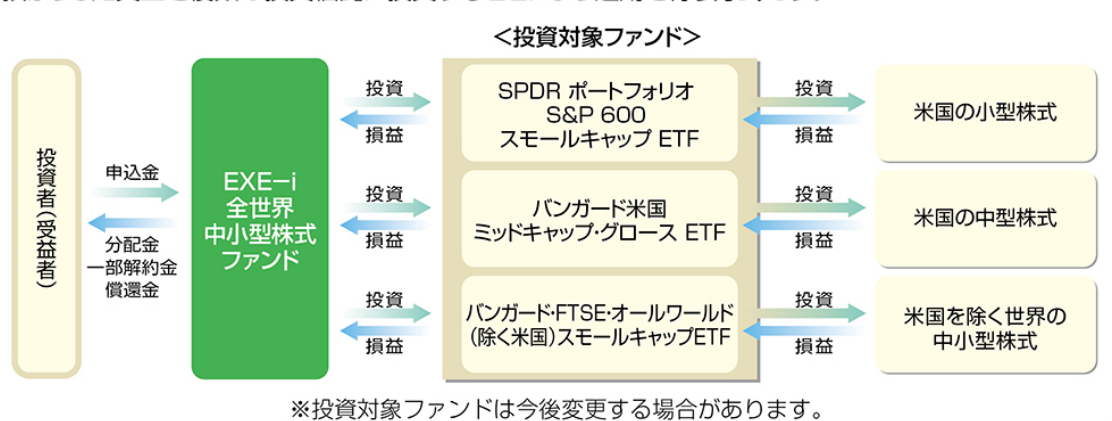 <投資対象ファンド>
投資者(受益者)
申込金
分配金
一部解約金
償還金
EXE-i
全世界
中小型株式
ファンド
投資
損益
SPDR ポートフォリオ
S&P 600
スモールキャップ ETF
投資
損益
米国の小型株式
投資
損益
バンガード米国
ミッドキャップ・グロース ETF
投資
損益
米国の中型株式
投資
損益
バンガード・FTSE・オールワールド
(除く米国)スモールキャップETF
投資
損益
米国を除く世界の
中小型株式
※投資対象ファンドは今後変更する場合があります。